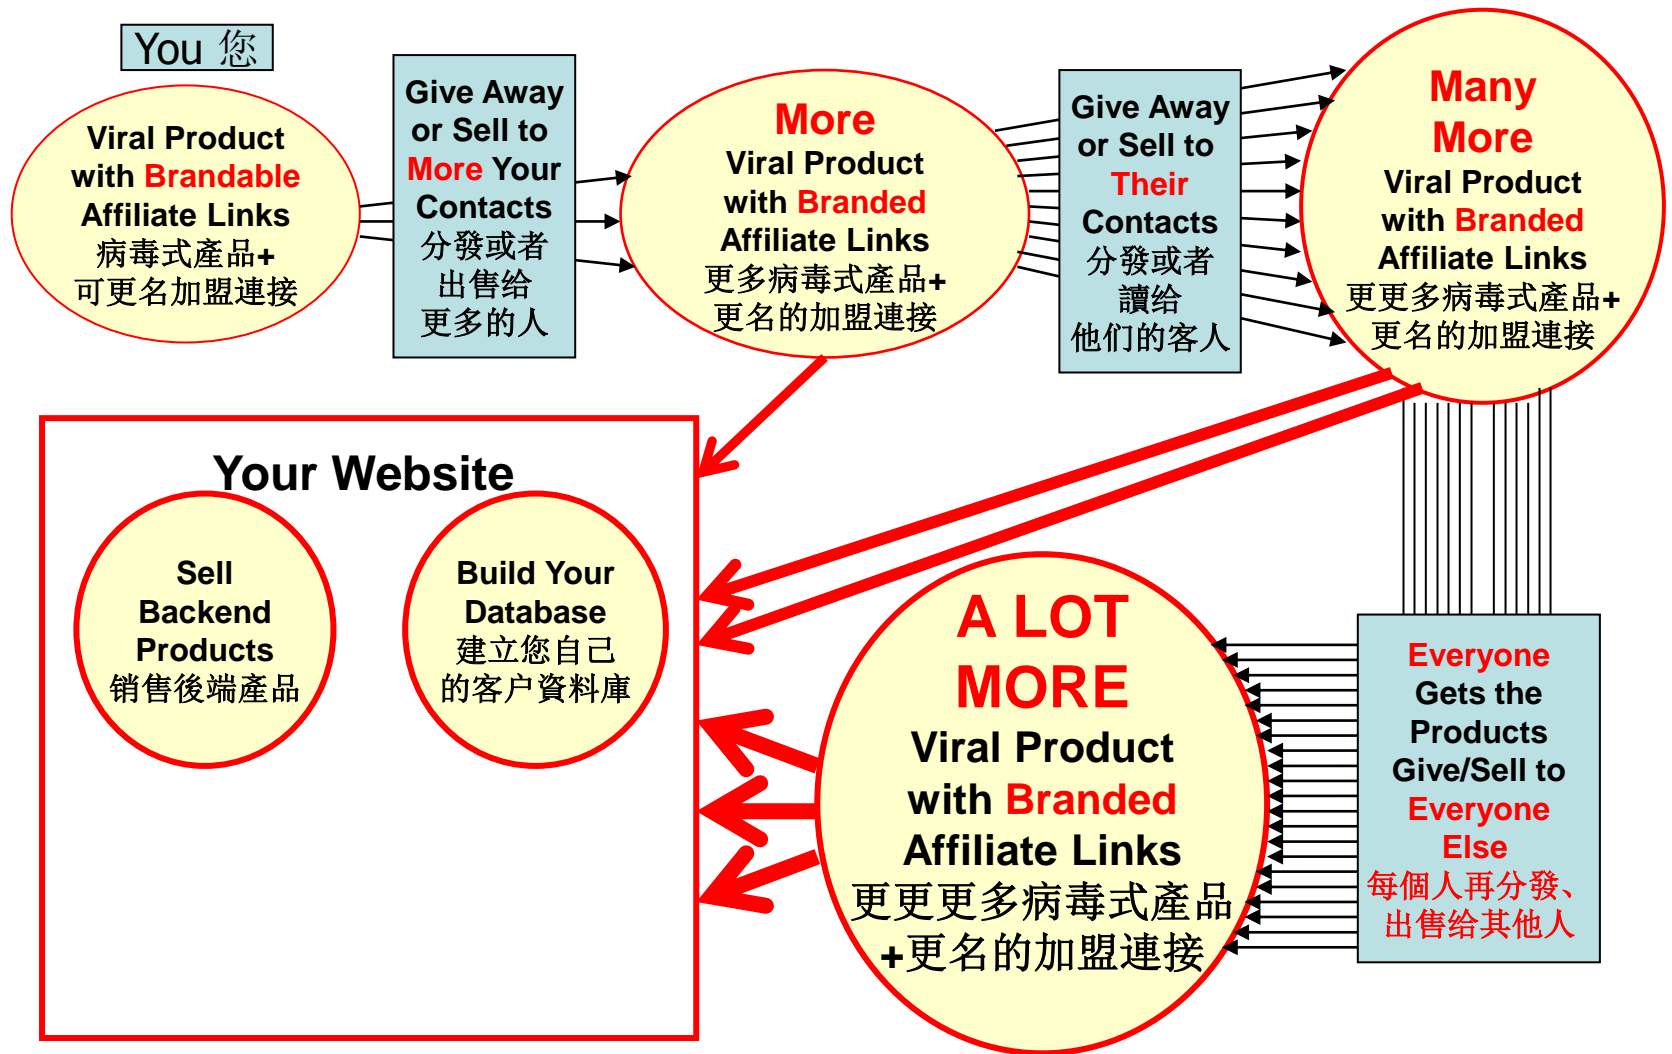 You 您
Viral Product
with Brandable
Affiliate Links
病毒式產品+
可更名加盟連接
Give Away
or Sell to
More Your
Contacts
分發或者
出售给
更多的人
More
Viral Product
with Branded
Affiliate Links
更多病毒式產品+
更名的加盟連接
Give Away
or Sell to
Their
Contacts
分發或者
讀给
他们的客人
Many
More
Viral Product
with Branded
Affiliate Links
更更多病毒式產品+
更名的加盟連接
Your Website
Sell
Backend
Products
销售後端產品
Build Your
Database
建立您自己
的客户資料庫
A LOT
MORE
Viral Product
with Branded
Affiliate Links
更更更多病毒式產品
+更名的加盟連接
Everyone
Gets the
Products
Give/Sell to
Everyone
Else
每個人再分發、
出售给其他人